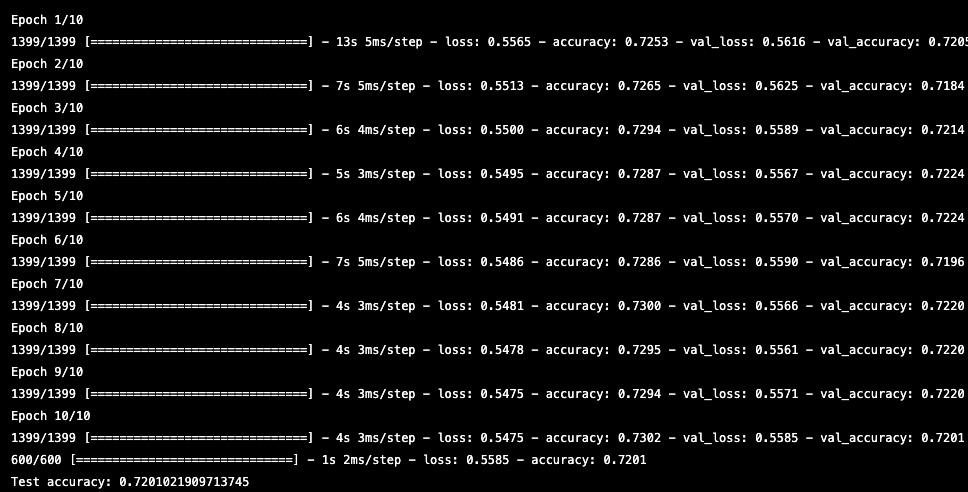 Epoch 1/10
1399/1399 [==============================] - 13s 5ms/step - loss: 0.5565 - accuracy: 0.7253 - val_loss: 0.5616 - val_accuracy: 0.7205
Epoch 2/10
1399/1399 [==============================] - 7s 5ms/step - loss: 0.5513 - accuracy: 0.7265 - val_loss: 0.5625 - val_accuracy: 0.7184
Epoch 3/10
1399/1399 [==============================] - 6s 4ms/step - loss: 0.5500 - accuracy: 0.7294 - val_loss: 0.5589 - val_accuracy: 0.7214
Epoch 4/10
1399/1399 [==============================] - 5s 3ms/step - loss: 0.5495 - accuracy: 0.7287 - val_loss: 0.5567 - val_accuracy: 0.7224
Epoch 5/10
1399/1399 [==============================] - 6s 4ms/step - loss: 0.5491 - accuracy: 0.7287 - val_loss: 0.5570 - val_accuracy: 0.7224
Epoch 6/10
1399/1399 [==============================] - 7s 5ms/step - loss: 0.5486 - accuracy: 0.7286 - val_loss: 0.5590 - val_accuracy: 0.7196
Epoch 7/10
1399/1399 [==============================] - 4s 3ms/step - loss: 0.5481 - accuracy: 0.7300 - val_loss: 0.5566 - val_accuracy: 0.7220
Epoch 8/10
1399/1399 [==============================] - 4s 3ms/step - loss: 0.5478 - accuracy: 0.7295 - val_loss: 0.5561 - val_accuracy: 0.7220
Epoch 9/10
1399/1399 [==============================] - 4s 3ms/step - loss: 0.5475 - accuracy: 0.7294 - val_loss: 0.5571 - val_accuracy: 0.7220
Epoch 10/10
1399/1399 [==============================] - 4s 3ms/step - loss: 0.5475 - accuracy: 0.7302 - val_loss: 0.5585 - val_accuracy: 0.7201
600/600 [==============================] - 1s 2ms/step - loss: 0.5585 - accuracy: 0.7201
Test accuracy: 0.7201021909713745